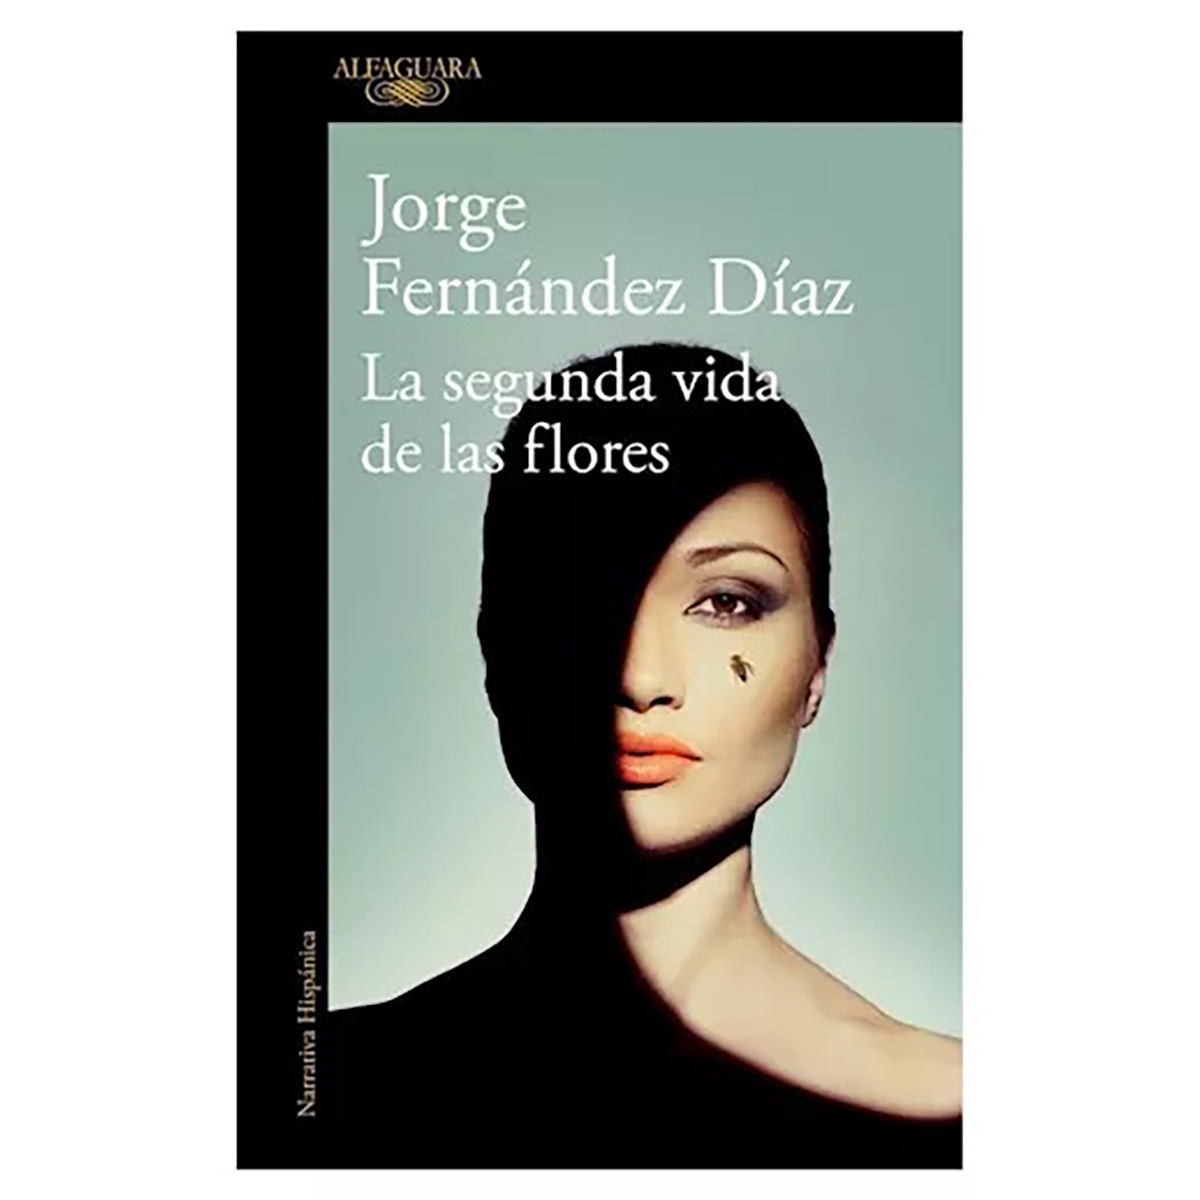 ALFAGUARA
Jorge
Fernández Díaz
La segunda vida
de las flores
Narrativa Hispánica